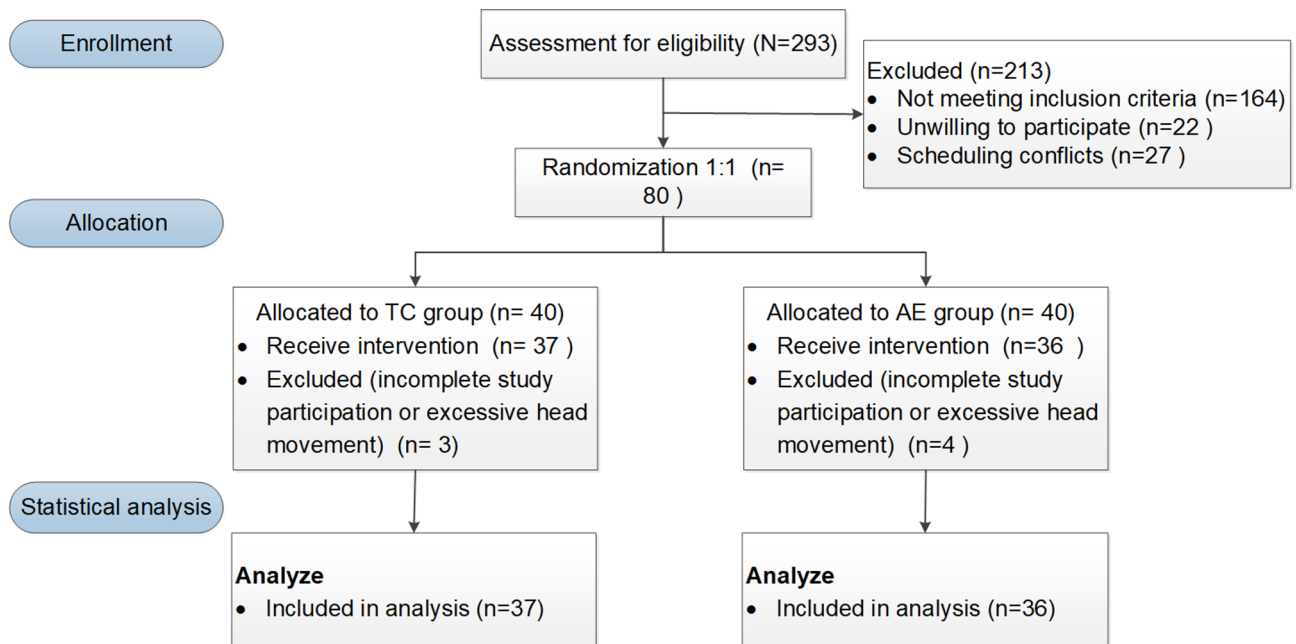 Enrollment
Assessment for eligibility (N=293)
Excluded (n=213)
• Not meeting inclusion criteria (n=164)
• Unwilling to participate (n=22 )
• Scheduling conflicts (n=27 )
Randomization 1:1  (n=
80 )
Allocation
Allocated to TC group (n= 40)
• Receive intervention  (n= 37 )
• Excluded (incomplete study
participation or excessive head
movement)  (n= 3)
Allocated to AE group (n= 40)
• Receive intervention  (n=36  )
• Excluded (incomplete study
participation or excessive head
movement)  (n=4 )
Statistical analysis
Analyze
• Included in analysis (n=37)
Analyze
• Included in analysis (n=36)